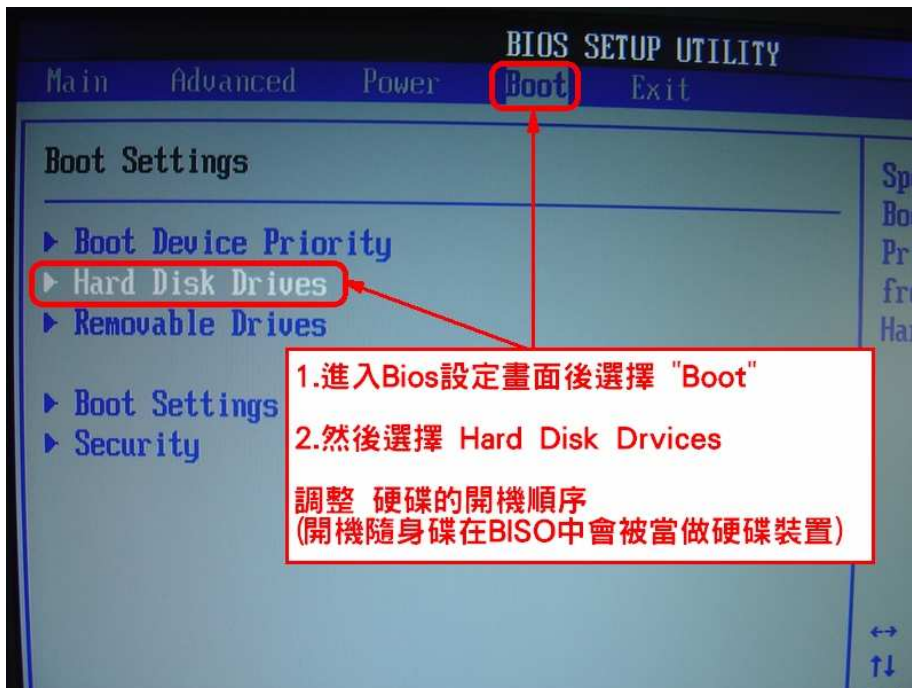 BIOS SETUP UTILITY
Main Advanced Power Boot Exit
Boot Settings
▶ Boot Device Priority
▶ Hard Disk Drives
▶ Removable Drives
▶ Boot Settings
▶ Security
1.進入Bios設定畫面後選擇 "Boot"
2.然後選擇 Hard Disk Drvices
調整 硬碟的開機順序
(開機隨身碟在BISO中會被當做硬碟裝置)
↔
↑↓